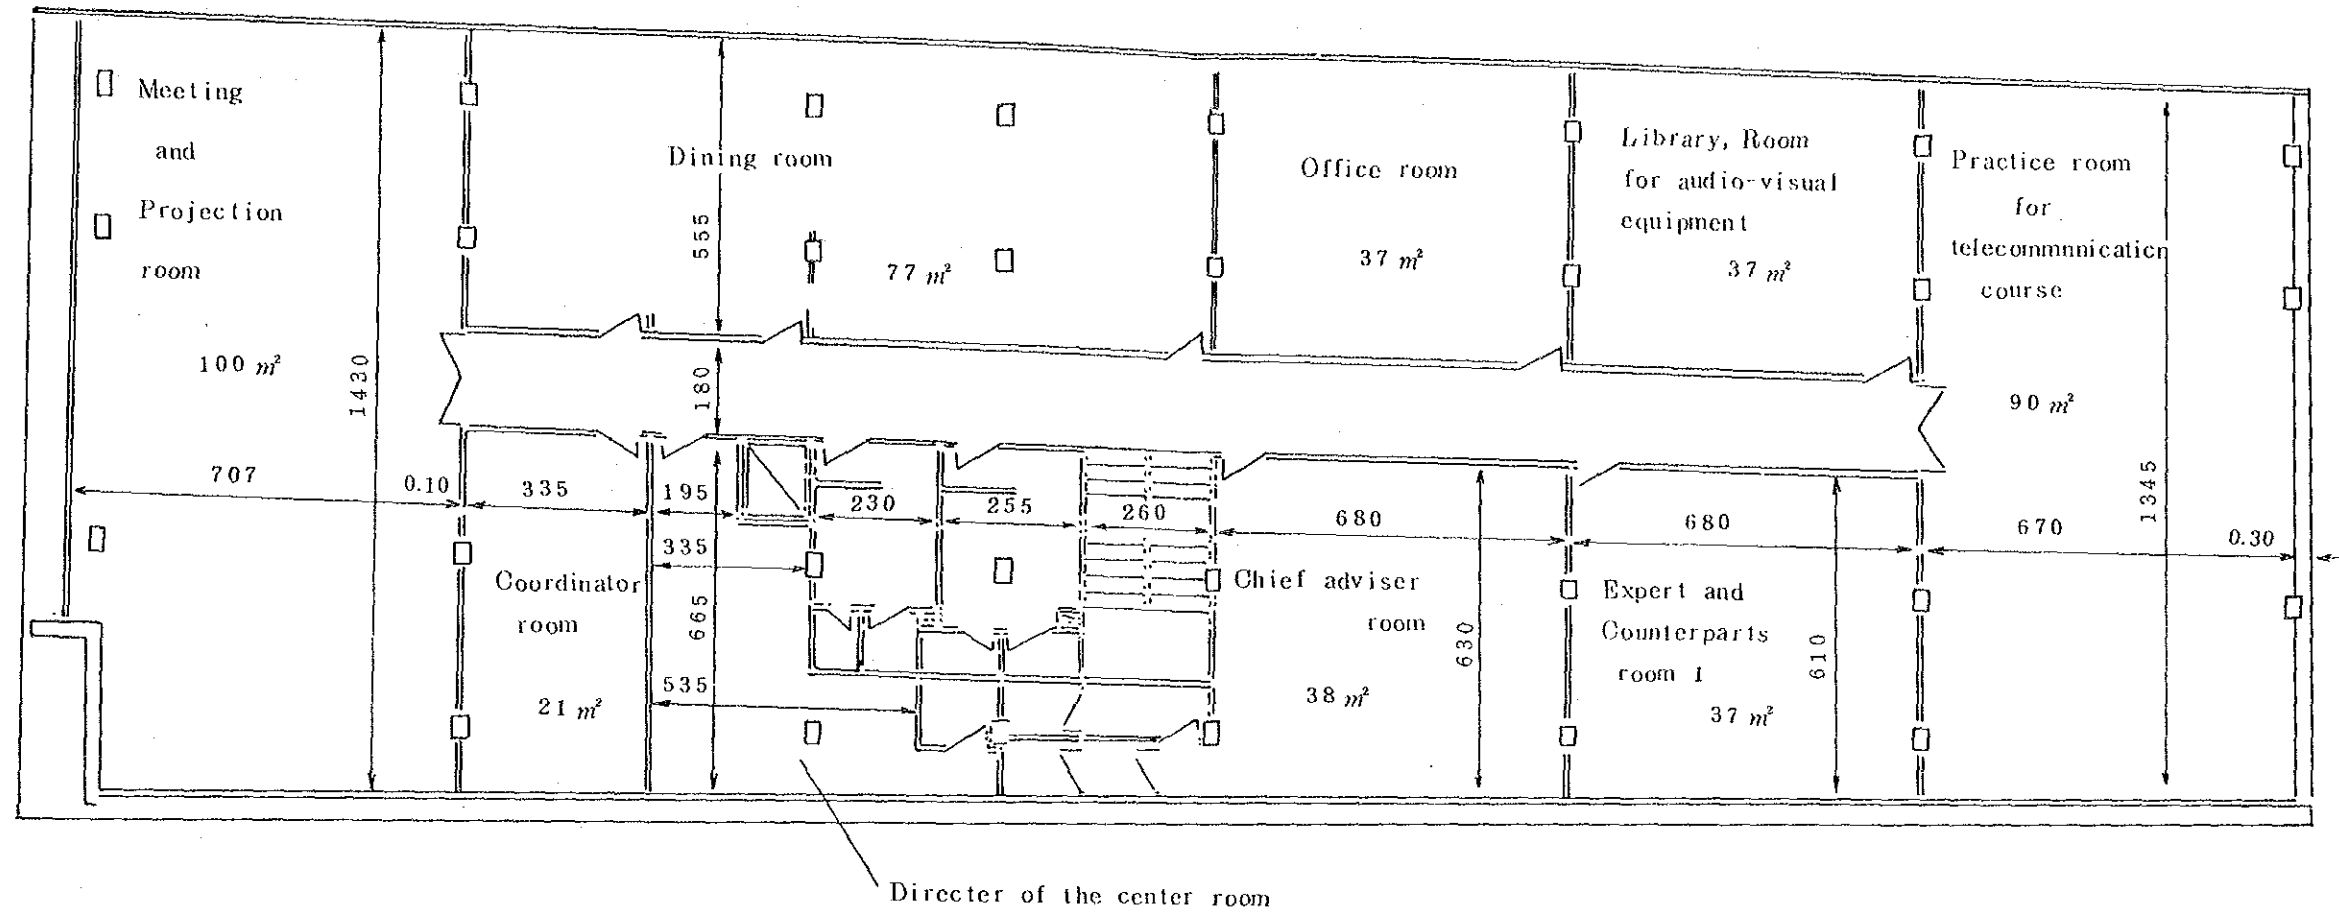 Meeting
and
Projection
room
100 m²
1430
707
0.10
Dining room
555
77 m²
180
Office room
37 m²
Library, Room
for audio-visual
equipment
37 m²
Practice room
for
telecommnnication
course
90 m²
1345
335
195
230
255
260
680
680
670
0.30
335
665
535
Coordinator
room
21 m²
Chief adviser
room
38 m²
630
Expert and
Counterparts
room 1
37 m²
610
Directer of the center room